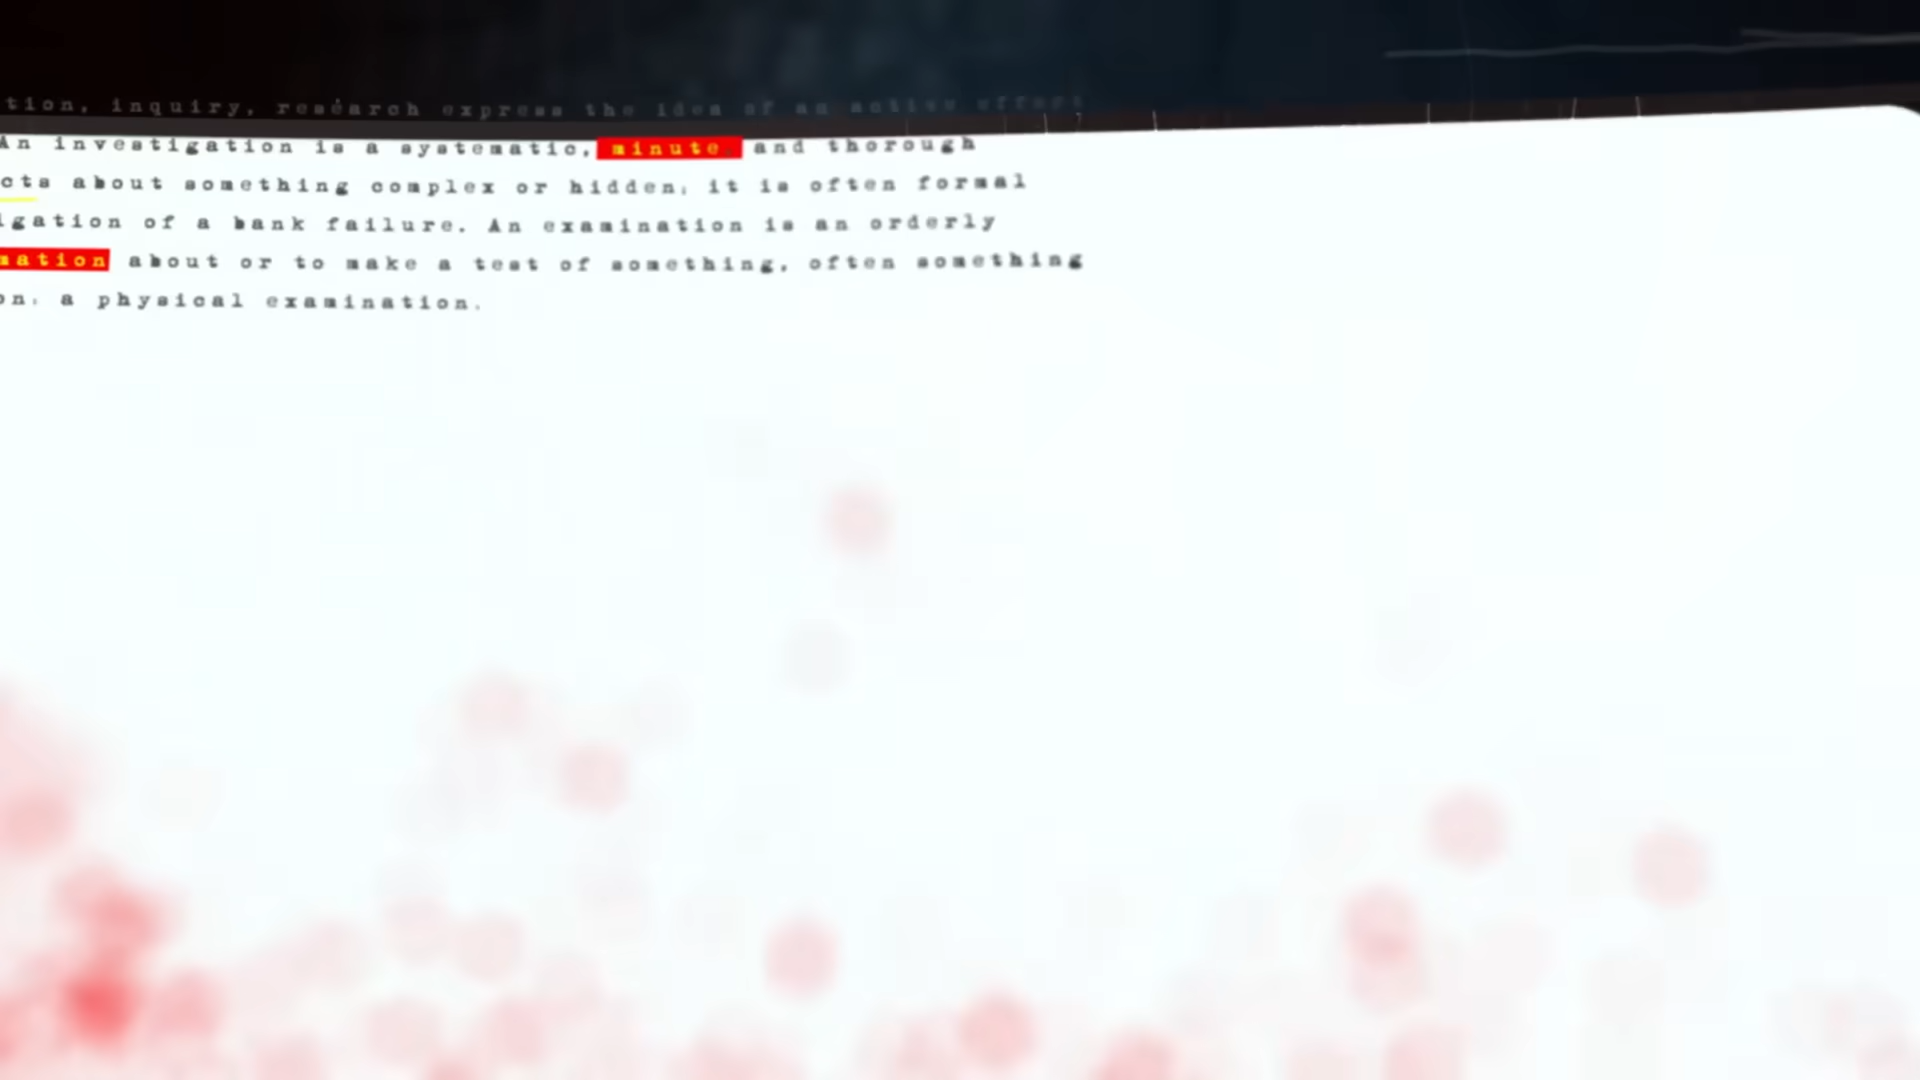 tion, inquiry, research express the idea of an active effort
An investigation is a systematic, minute, and thorough
cts about something complex or hidden; it is often formal
igation of a bank failure. An examination is an orderly
mation about or to make a test of something, often something
on: a physical examination.